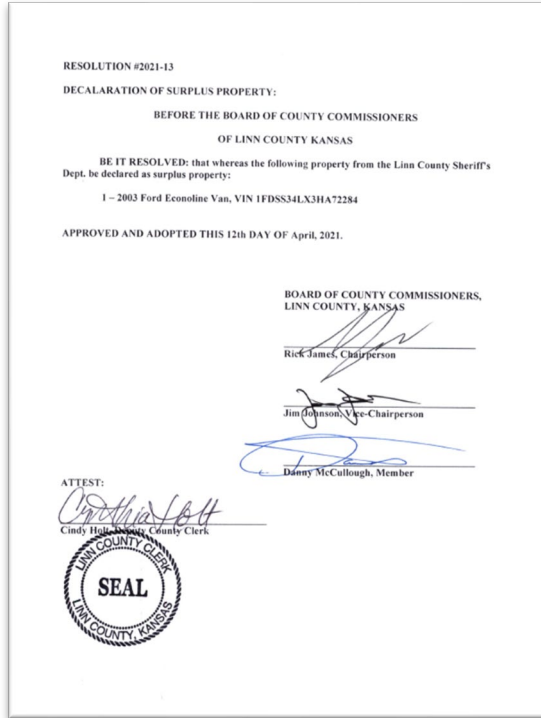 RESOLUTION #2021-13
DECALARATION OF SURPLUS PROPERTY:
BEFORE THE BOARD OF COUNTY COMMISSIONERS
OF LINN COUNTY KANSAS
BE IT RESOLVED: that whereas the following property from the Linn County Sheriff's
Dept. be declared as surplus property:
1 – 2003 Ford Econoline Van, VIN 1FDSS34LX3HA72284
APPROVED AND ADOPTED THIS 12th DAY OF April, 2021.
BOARD OF COUNTY COMMISSIONERS,
LINN COUNTY, KANSAS
Rick James, Chairperson
Jim Johnson, Vice-Chairperson
Danny McCullough, Member
ATTEST:
Cynthia Holt
Cindy Holt, Deputy County Clerk
LINN COUNTY CLERK
SEAL
LINN COUNTY, KANSAS